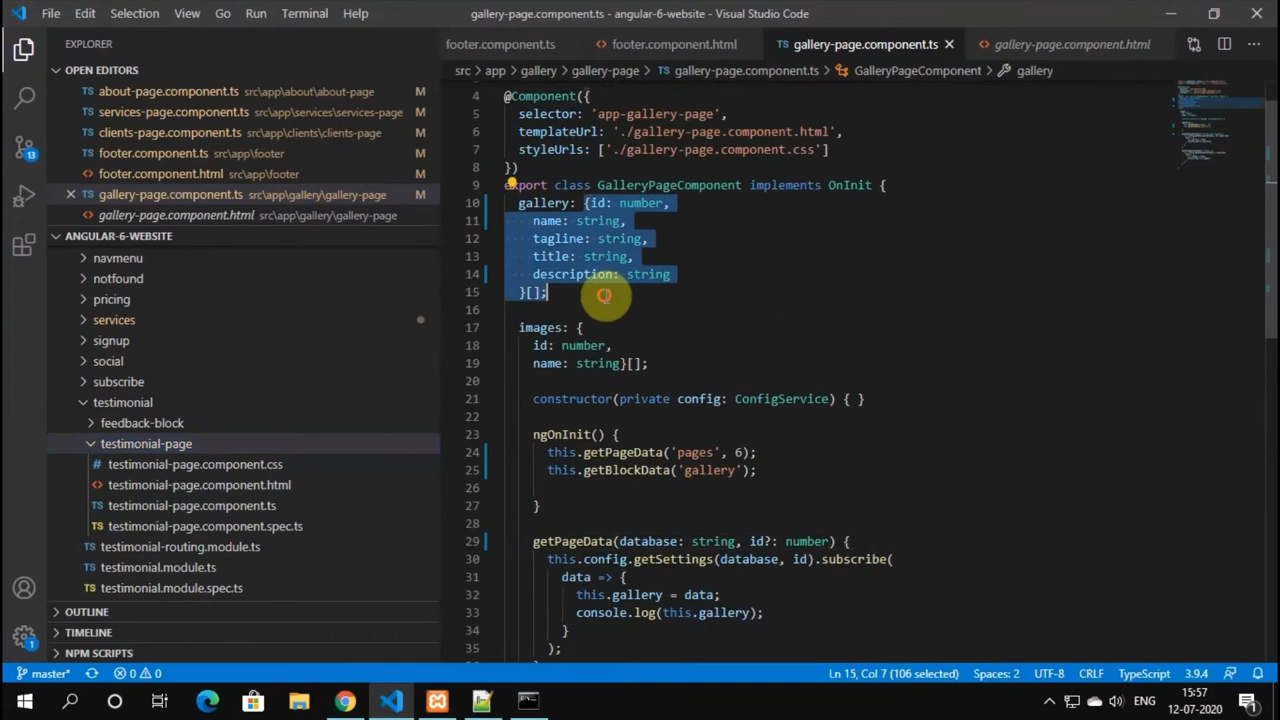 File Edit Selection View Go Run Terminal Help
gallery-page.component.ts - angular-6-website - Visual Studio Code
EXPLORER
OPEN EDITORS
about-page.component.ts src\app\about\about-page M
services-page.component.ts src\app\services\services-page M
clients-page.component.ts src\app\clients\clients-page M
footer.component.ts src\app\footer M
footer.component.html src\app\footer M
gallery-page.component.ts src\app\gallery\gallery-page M
gallery-page.component.html src\app\gallery\gallery-page
ANGULAR-6-WEBSITE
navmenu
notfound
pricing
services
signup
social
subscribe
testimonial
feedback-block
testimonial-page
testimonial-page.component.css
testimonial-page.component.html
testimonial-page.component.ts
testimonial-page.component.spec.ts
testimonial-routing.module.ts
testimonial.module.ts
testimonial.module.spec.ts
OUTLINE
TIMELINE
NPM SCRIPTS
13
1
footer.component.ts footer.component.html gallery-page.component.ts gallery-page.component.html
src > app > gallery > gallery-page > gallery-page.component.ts > GalleryPageComponent > gallery
4 @Component({
5 selector: 'app-gallery-page',
6 templateUrl: './gallery-page.component.html',
7 styleUrls: ['./gallery-page.component.css']
8 })
9 export class GalleryPageComponent implements OnInit {
10 gallery: {id: number,
11 name: string,
12 tagline: string,
13 title: string,
14 description: string
15 }[];
16
17 images: {
18 id: number,
19 name: string}[];
20
21 constructor(private config: ConfigService) { }
22
23 ngOnInit() {
24 this.getPageData('pages', 6);
25 this.getBlockData('gallery');
26
27 }
28
29 getPageData(database: string, id?: number) {
30 this.config.getSettings(database, id).subscribe(
31 data => {
32 this.gallery = data;
33 console.log(this.gallery);
34 }
35 );
master* 0 0 Ln 15, Col 7 (106 selected) Spaces: 2 UTF-8 CRLF TypeScript 3.9.4
ENG 15:57
12-07-2020
1